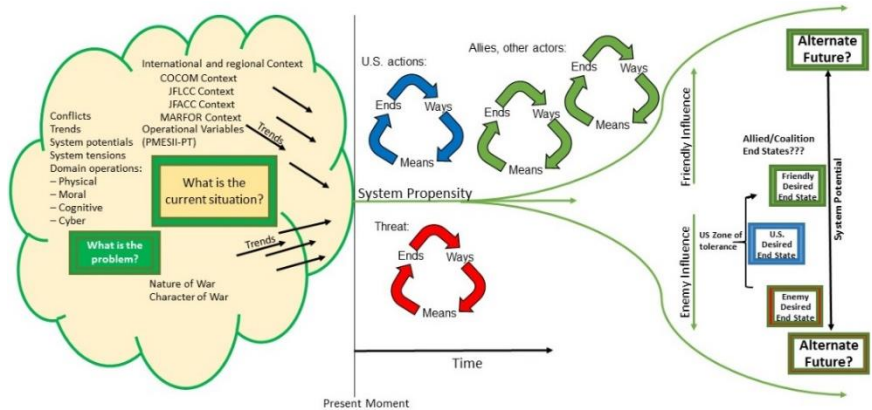 International and regional Context
COCOM Context
JFLCC Context
JFACC Context
MARFOR Context
Operational Variables
(PMESII-PT)
Trends
Conflicts
Trends
System potentials
System tensions
Domain operations:
– Physical
– Moral
– Cognitive
– Cyber
What is the
current situation?
What is the
problem?
Trends
Nature of War
Character of War
U.S. actions:
Ends
Ways
Means
Allies, other actors:
Ends
Ways
Means
Ends
Ways
Means
System Propensity
Threat:
Ends
Ways
Means
Time
Present Moment
Friendly Influence
Enemy Influence
Alternate
Future?
Allied/Coalition
End States???
Friendly
Desired
End State
US Zone of
tolerance
U.S.
Desired
End State
System Potential
Enemy
Desired
End State
Alternate
Future?